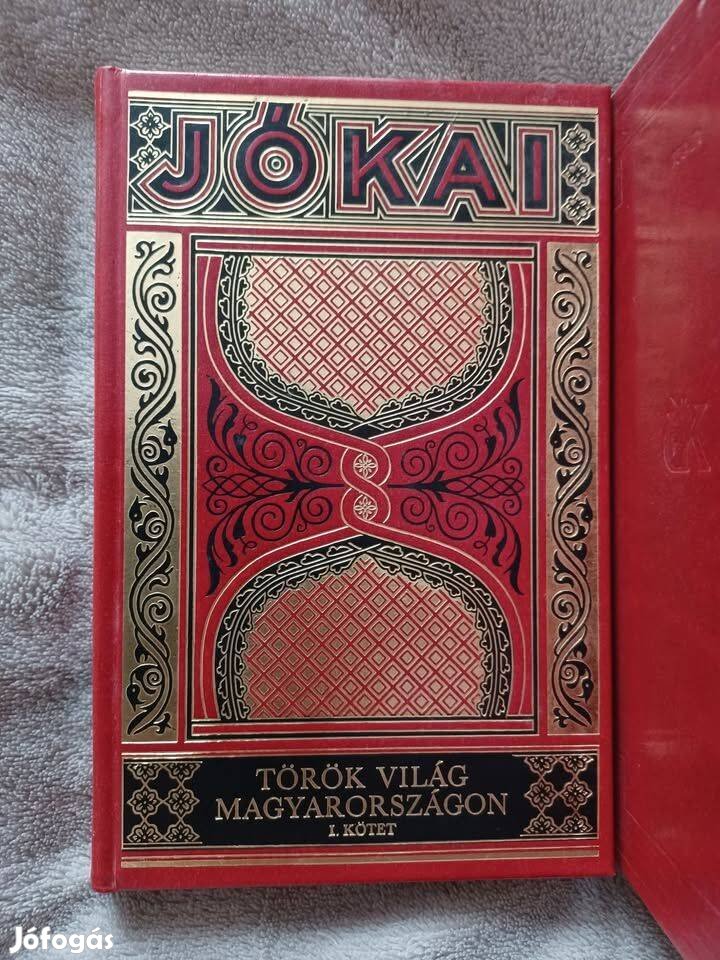 JÓKAI
TÖRÖK VILÁG
MAGYARORSZÁGON
I. KÖTET
Jófogás